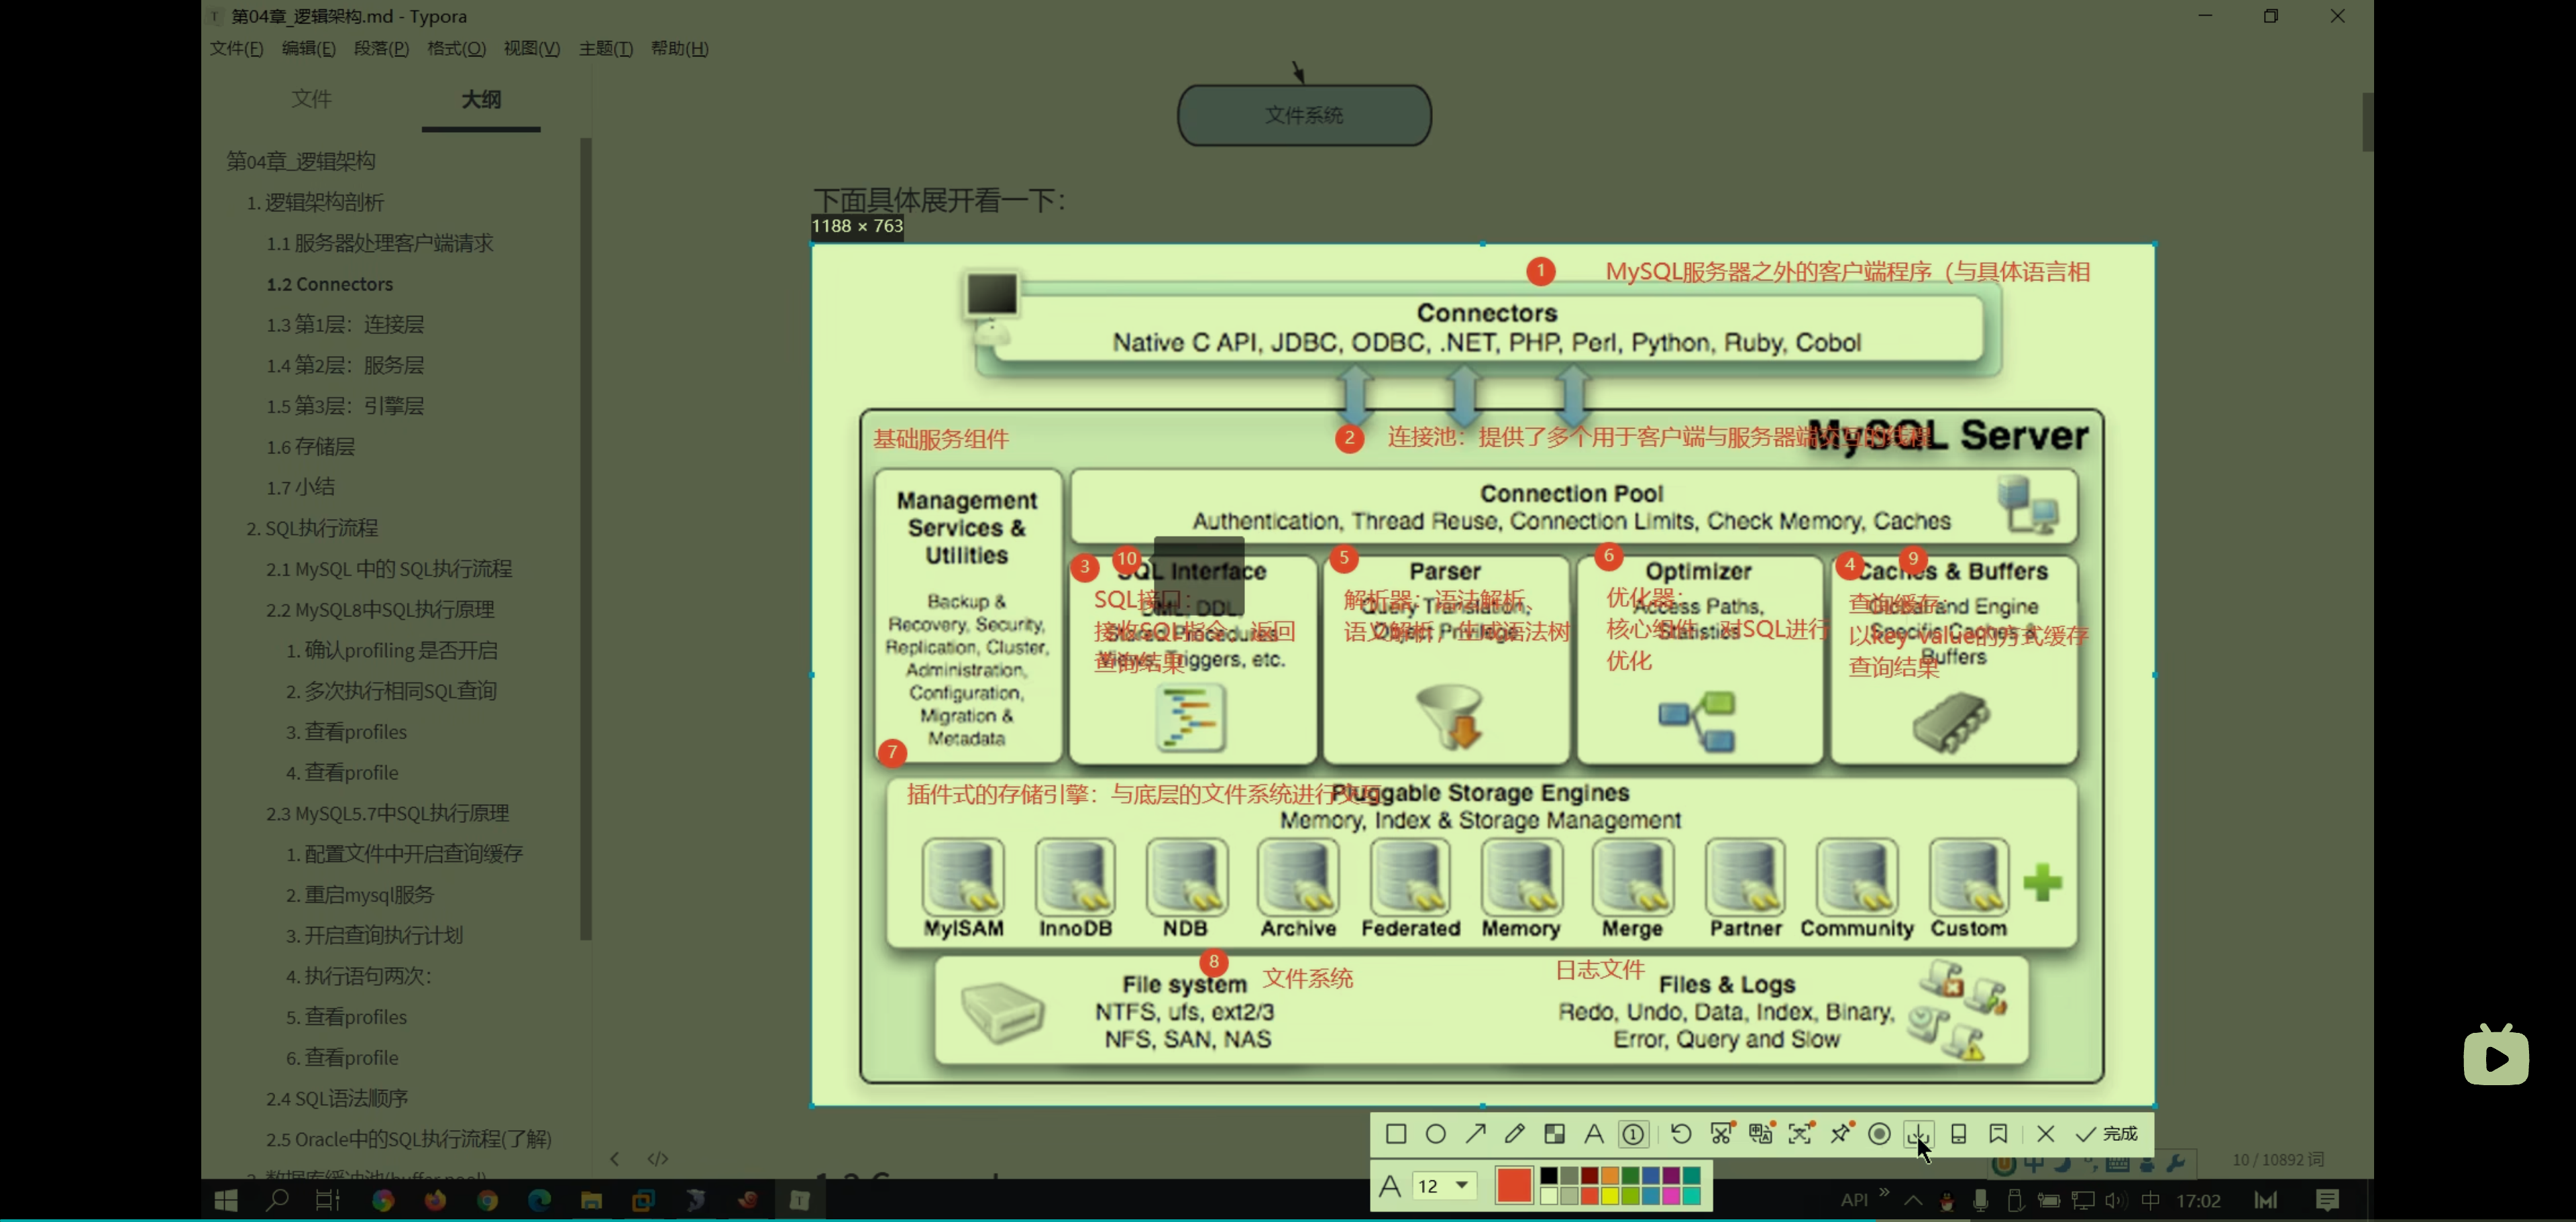 第04章_逻辑架构.md - Typora
文件(F) 编辑(E) 段落(P) 格式(O) 视图(V) 主题(T) 帮助(H)
文件 大纲
第04章_逻辑架构
1. 逻辑架构剖析
1.1 服务器处理客户端请求
1.2 Connectors
1.3 第1层：连接层
1.4 第2层：服务层
1.5 第3层：引擎层
1.6 存储层
1.7 小结
2. SQL执行流程
2.1 MySQL 中的 SQL执行流程
2.2 MySQL8中SQL执行原理
1. 确认profiling 是否开启
2. 多次执行相同SQL查询
3. 查看profiles
4. 查看profile
2.3 MySQL5.7中SQL执行原理
1. 配置文件中开启查询缓存
2. 重启mysql服务
3. 开启查询执行计划
4. 执行语句两次：
5. 查看profiles
6. 查看profile
2.4 SQL语法顺序
2.5 Oracle中的SQL执行流程(了解)
文件系统
下面具体展开看一下：
1188 × 763
1 MySQL服务器之外的客户端程序（与具体语言相
Connectors
Native C API, JDBC, ODBC, .NET, PHP, Perl, Python, Ruby, Cobol
基础服务组件
2 连接池：提供了多个用于客户端与服务器端交互的线程
MySQL Server
Management
Services &
Utilities
Backup &
Recovery, Security,
Replication, Cluster,
Administration,
Configuration,
Migration &
Metadata
Connection Pool
Authentication, Thread Reuse, Connection Limits, Check Memory, Caches
3 10
SQL Interface
DML, DDL,
Stored Procedures
Views, Triggers, etc.
SQL接口：
接收SQL指令，返回
查询结果
5
Parser
Query Translation,
Object Privilege
解析器：语法解析、
语义解析，生成语法树
6
Optimizer
Access Paths,
Statistics
优化器：
核心组件，对SQL进行
优化
4 9
Caches & Buffers
Global and Engine
Specific Caches &
Buffers
查询缓存：
以key-value的方式缓存
查询结果
7
插件式的存储引擎：与底层的文件系统进行交互
Pluggable Storage Engines
Memory, Index & Storage Management
MyISAM InnoDB NDB Archive Federated Memory Merge Partner Community Custom
8
File system 文件系统
NTFS, ufs, ext2/3
NFS, SAN, NAS
日志文件
Files & Logs
Redo, Undo, Data, Index, Binary,
Error, Query and Slow
完成
12
10 / 10892 词
API 中 17:02